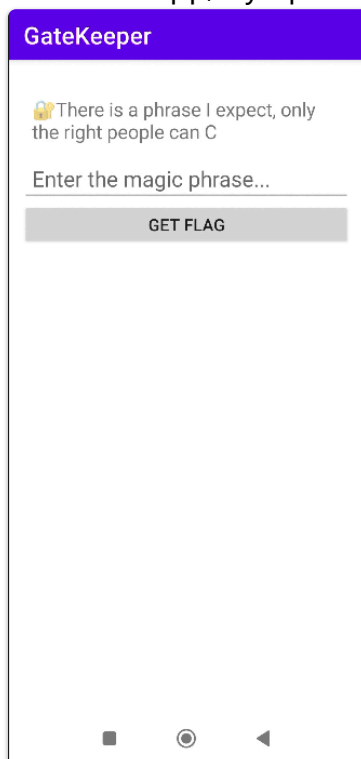 GateKeeper
🔐There is a phrase I expect, only
the right people can C
Enter the magic phrase...
GET FLAG